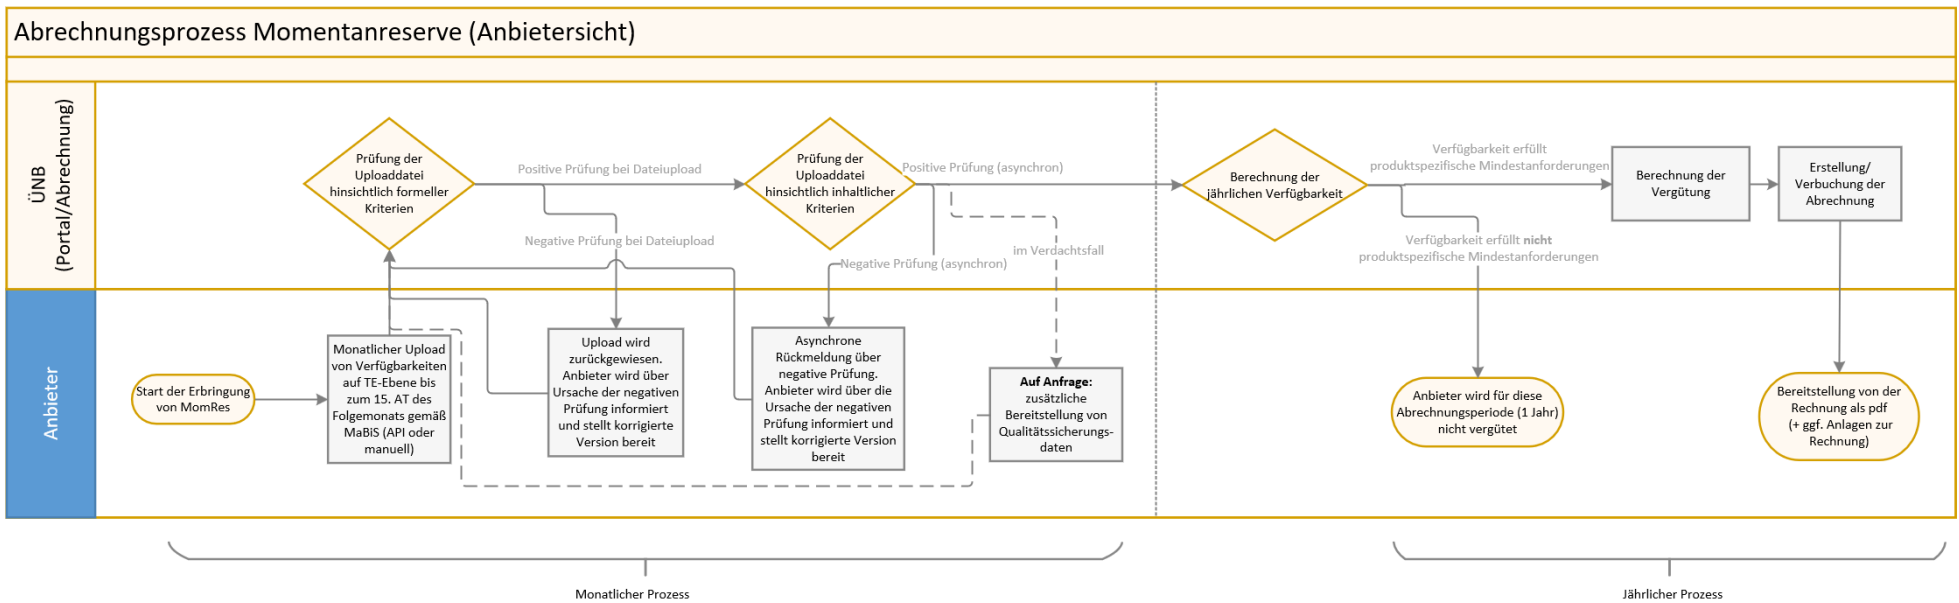 Abrechnungsprozess Momentanreserve (Anbietersicht)
ÜNB
(Portal/Abrechnung)
Prüfung der
Uploaddatei
hinsichtlich formeller
Kriterien
Positive Prüfung bei Dateiupload
Negative Prüfung bei Dateiupload
Prüfung der
Uploaddatei
hinsichtlich inhaltlicher
Kriterien
Positive Prüfung (asynchron)
Negative Prüfung (asynchron)
im Verdachtsfall
Berechnung der
jährlichen Verfügbarkeit
Verfügbarkeit erfüllt
produktspezifische Mindestanforderungen
Verfügbarkeit erfüllt nicht
produktspezifische Mindestanforderungen
Berechnung der
Vergütung
Erstellung/
Verbuchung der
Abrechnung
Anbieter
Start der Erbringung
von MomRes
Monatlicher Upload
von Verfügbarkeiten
auf TE-Ebene bis
zum 15. AT des
Folgemonats gemäß
MaBiS (API oder
manuell)
Upload wird
zurückgewiesen.
Anbieter wird über
Ursache der negativen
Prüfung informiert
und stellt korrigierte
Version bereit
Asynchrone
Rückmeldung über
negative Prüfung.
Anbieter wird über die
Ursache der negativen
Prüfung informiert und
stellt korrigierte Version
bereit
Auf Anfrage:
zusätzliche
Bereitstellung von
Qualitätssicherungs-
daten
Anbieter wird für diese
Abrechnungsperiode (1 Jahr)
nicht vergütet
Bereitstellung von der
Rechnung als pdf
(+ ggf. Anlagen zur
Rechnung)
Monatlicher Prozess
Jährlicher Prozess